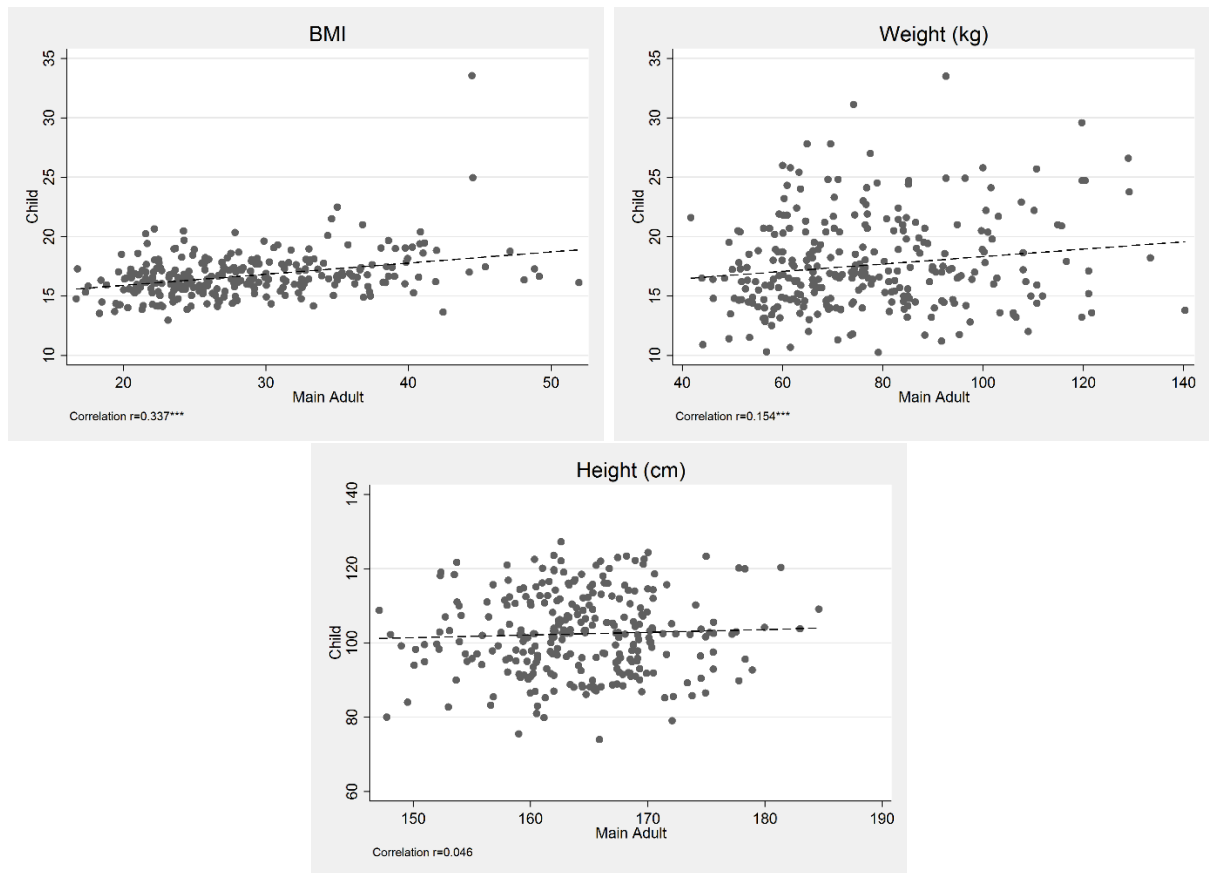 BMI
35
30
25
20
15
10
Child
20
30
40
50
Main Adult
Correlation r=0.337***
Weight (kg)
35
30
25
20
15
10
Child
40
60
80
100
120
140
Main Adult
Correlation r=0.154***
Height (cm)
140
120
100
80
60
Child
150
160
170
180
190
Main Adult
Correlation r=0.046